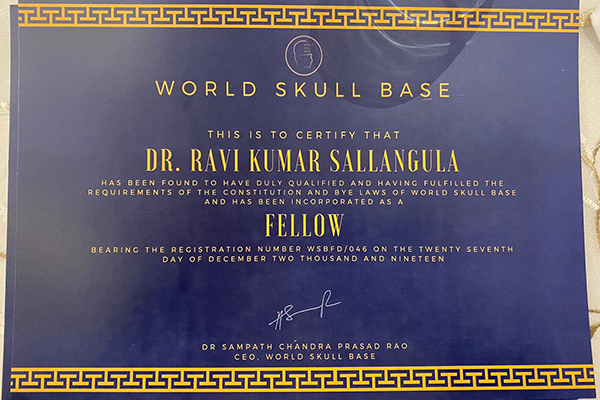 WORLD SKULL BASE
THIS IS TO CERTIFY THAT
DR. RAVI KUMAR SALLANGULA
HAS BEEN FOUND TO HAVE DULY QUALIFIED AND HAVING FULFILLED THE
REQUIREMENTS OF THE CONSTITUTION AND BYE LAWS OF WORLD SKULL BASE
AND HAS BEEN INCORPORATED AS A
FELLOW
BEARING THE REGISTRATION NUMBER WSBFD/046 ON THE TWENTY SEVENTH
DAY OF DECEMBER TWO THOUSAND AND NINETEEN
DR SAMPATH CHANDRA PRASAD RAO
CEO, WORLD SKULL BASE